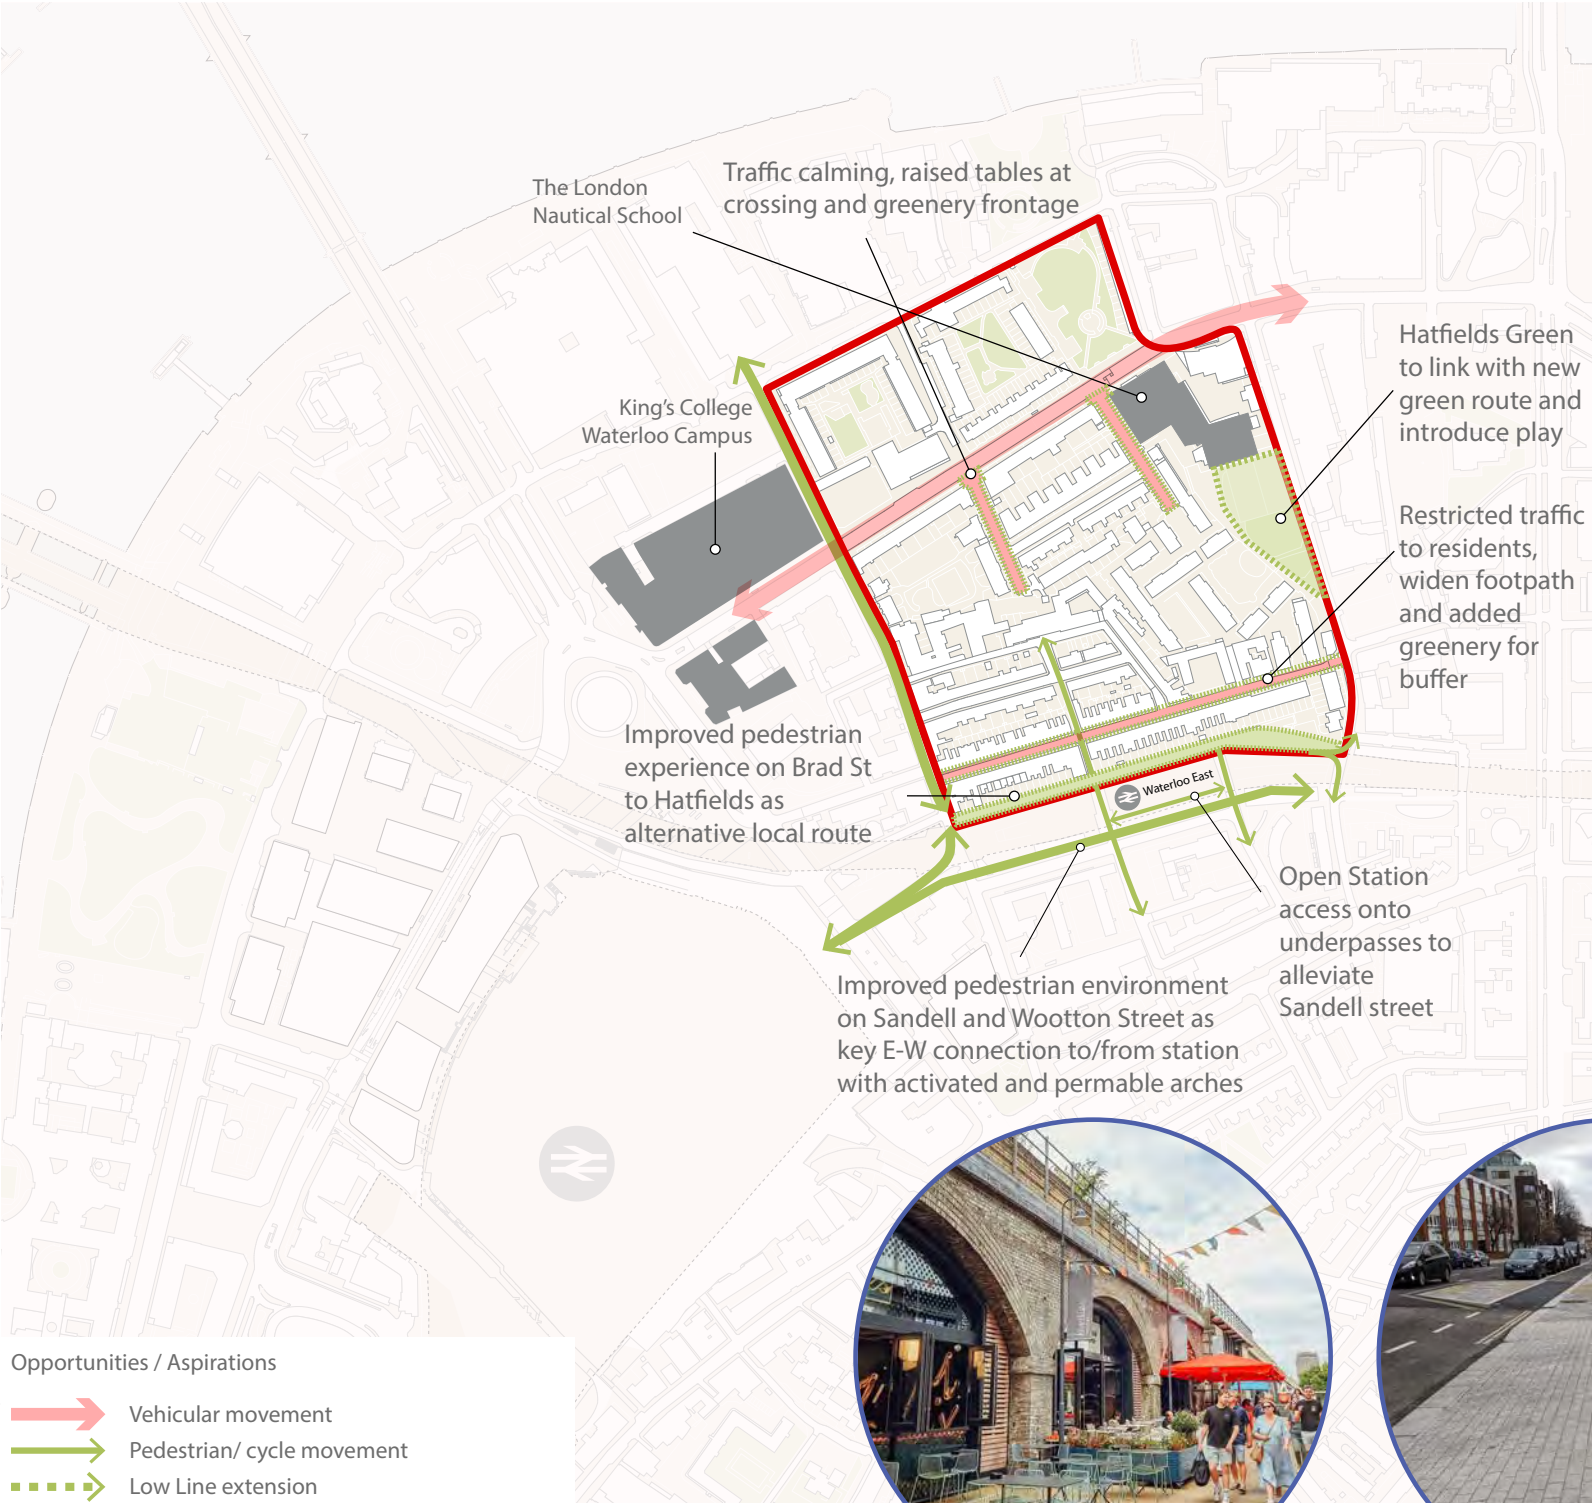 The London
Nautical School
Traffic calming, raised tables at
crossing and greenery frontage
King's College
Waterloo Campus
Hatfields Green
to link with new
green route and
introduce play
Restricted traffic
to residents,
widen footpath
and added
greenery for
buffer
Improved pedestrian
experience on Brad St
to Hatfields as
alternative local route
Waterloo East
Open Station
access onto
underpasses to
alleviate
Sandell street
Improved pedestrian environment
on Sandell and Wootton Street as
key E-W connection to/from station
with activated and permable arches
Opportunities / Aspirations
Vehicular movement
Pedestrian/ cycle movement
Low Line extension